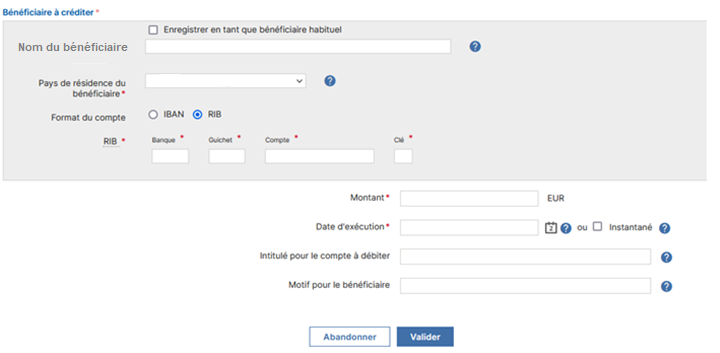 Bénéficiaire à créditer *
Enregistrer en tant que bénéficiaire habituel
Nom du bénéficiaire
?
Pays de résidence du
bénéficiaire *
?
Format du compte
IBAN RIB
RIB * Banque * Guichet * Compte * Clé *
Montant * EUR
Date d'exécution * 2 ? ou Instantané ?
Intitulé pour le compte à débiter ?
Motif pour le bénéficiaire ?
Abandonner Valider